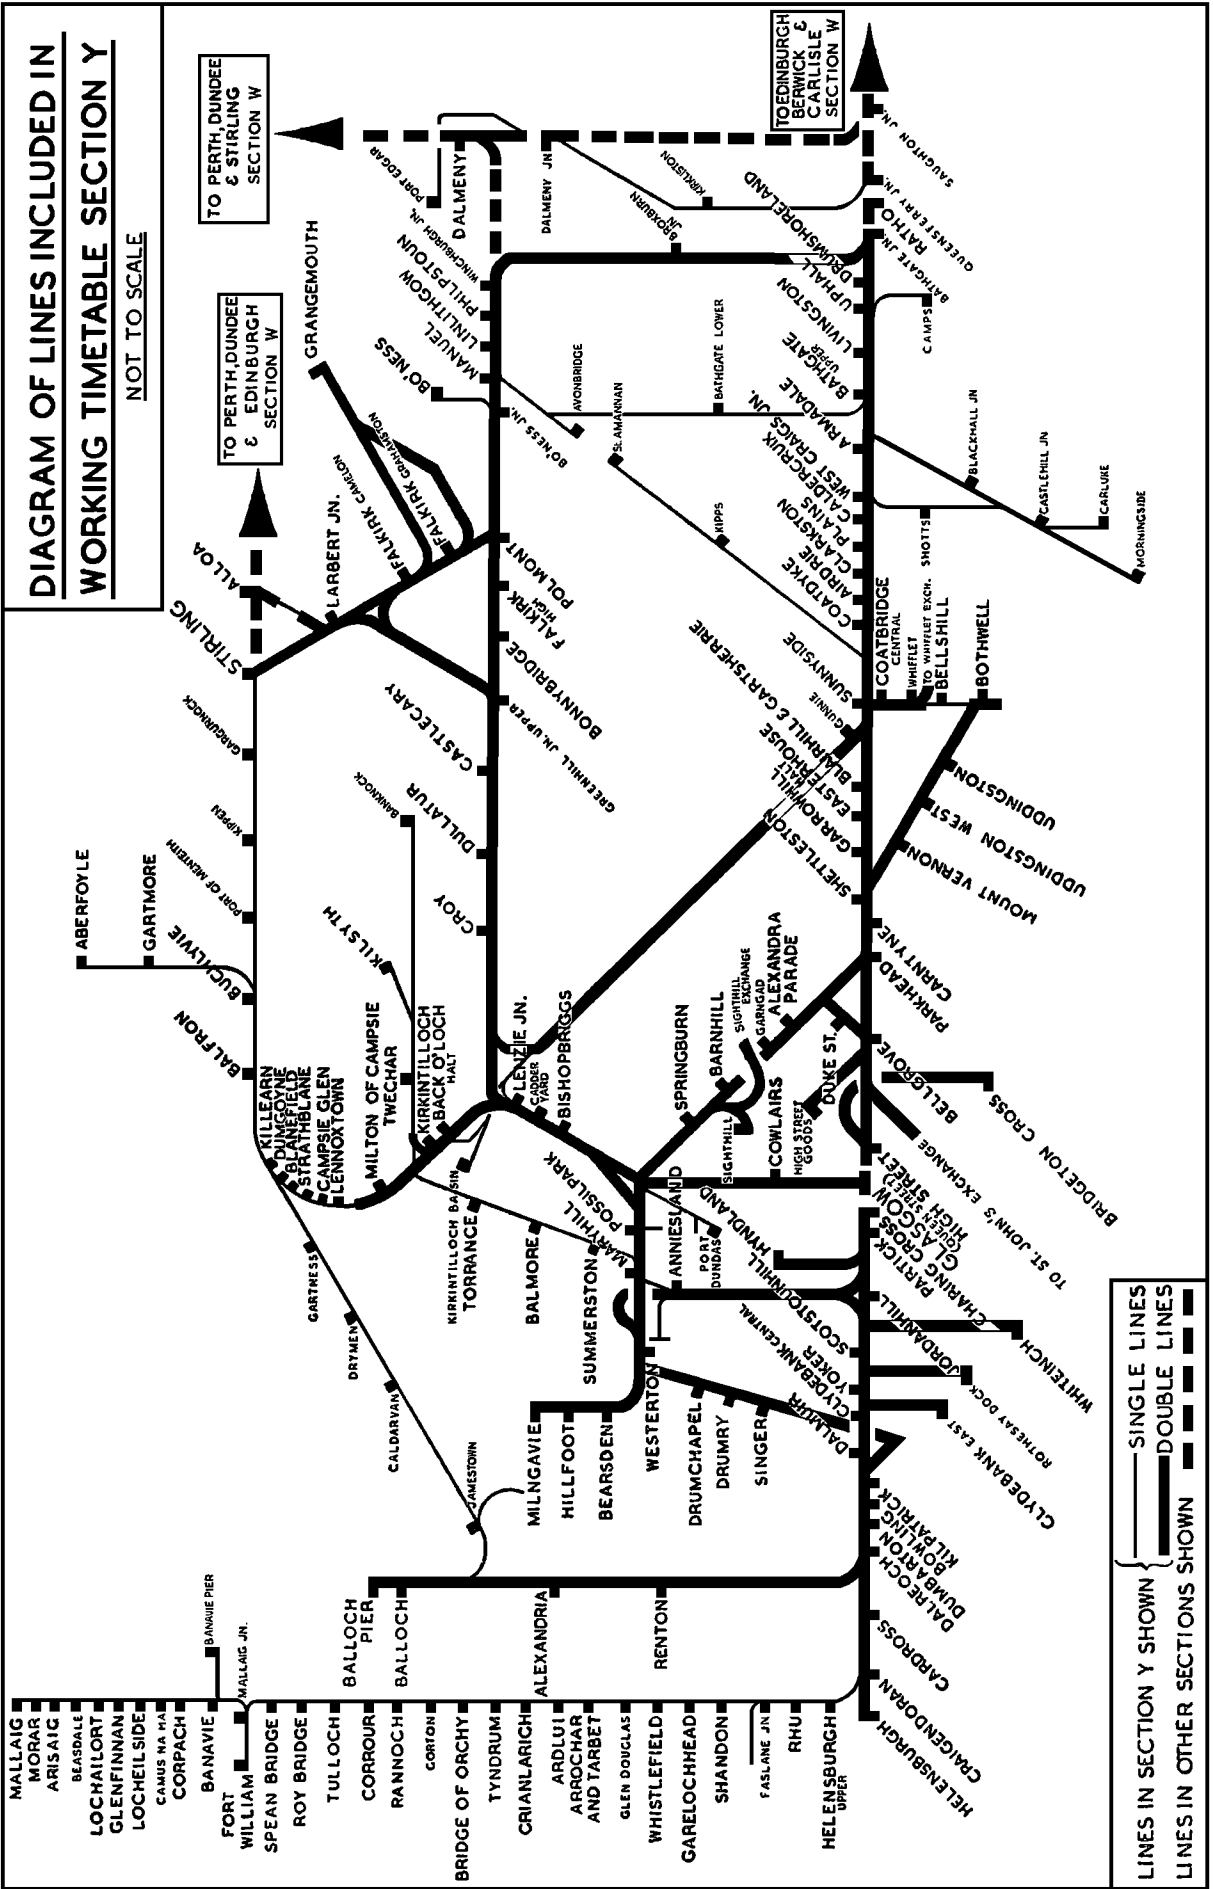 DIAGRAM OF LINES INCLUDED IN
WORKING TIMETABLE SECTION Y
NOT TO SCALE
TO PERTH, DUNDEE
& STIRLING
SECTION W
TO PERTH, DUNDEE
& EDINBURGH
SECTION W
TO EDINBURGH
BERWICK &
CARLISLE
SECTION W
MALLAIG
MORAR
ARISAIG
BEASDALE
LOCHAILORT
GLENFINNAN
LOCHEILSIDE
CAMUS NA HA
CORPACH
BANAVIE
BANAVIE PIER
MALLAIG JN.
FORT
WILLIAM
SPEAN BRIDGE
ROY BRIDGE
TULLOCH
CORROUR
RANNOCH
GORTON
BRIDGE OF ORCHY
TYNDRUM
CRIANLARICH
ARDLUI
ARROCHAR
AND TARBET
GLEN DOUGLAS
WHISTLEFIELD
GARELOCHHEAD
SHANDON
FASLANE JN
RHU
HELENSBURGH
UPPER
HELENSBURGH
CRAIGENDORAN
CARDROSS
DALREOCH
DUMBARTON
BOWLING
KILPATRICK
BALLOCH
PIER
BALLOCH
ALEXANDRIA
RENTON
JAMESTOWN
CALDARVAN
DRYMEN
GARTNESS
ABERFOYLE
GARTMORE
BUCHLYVIE
BALFRON
PORT OF MENTEITH
KIPPEN
GARGUNNOCK
STIRLING
ALLOA
LARBERT JN.
FALKIRK CAMELON
FALKIRK GRAHAMSTON
GRANGEMOUTH
KILLEARN
DUMGOYNE
BLANEFIELD
STRATHBLANE
CAMPSIE GLEN
LENNOXTOWN
MILTON OF CAMPSIE
TWECHAR
KIRKINTILLOCH
BACK O'LOCH
HALT
KILSYTH
BANKNOCK
KIRKINTILLOCH BASIN
TORRANCE
BALMORE
SUMMERSTON
MARYHILL
POSSILPARK
LENZIE JN.
CADDER
YARD
BISHOPBRIGGS
CROY
DULLATUR
CASTLECARY
GREENHILL JN. UPPER
BONNYBRIDGE
FALKIRK
HIGH
POLMONT
BO'NESS JN.
BO'NESS
MANUEL
LINLITHGOW
PHILPSTOUN
WINCHBURGH JN.
PORT EDGAR
DALMENY
DALMENY JN
KIRKLISTON
BROXBURN
JN
AVONBRIDGE
ST. AMANNAN
KIPPS
BATHGATE LOWER
MILNGAVIE
HILLFOOT
BEARSDEN
WESTERTON
DRUMCHAPEL
DRUMRY
SINGER
DALMUIR
CLYDEBANK CENTRAL
YOKER
SCOTSTOUNHILL
HYNDLAND
ANNIESLAND
PORT
DUNDAS
SPRINGBURN
BARNHILL
SIGHTHILL
EXCHANGE
GARNGAD
ALEXANDRA
PARADE
SIGHTHILL
COWLAIRS
HIGH STREET
GOODS
DUKE ST.
CLYDEBANK EAST
ROTHESAY DOCK
JORDANHILL
WHITEINCH
PARTICK
CHARING CROSS
GLASGOW
(QUEEN STREET)
HIGH STREET
TO ST. JOHN'S EXCHANGE
BRIDGETON CROSS
BELLGROVE
PARKHEAD
CARNTYNE
SHETTLESTON
GARROWHILL
HALT
EASTERHOUSE
BLAIRHILL & GARTSHERRIE
GUNNIE
SUNNYSIDE
MOUNT VERNON
UDDINGSTON WEST
UDDINGSTON
COATBRIDGE
CENTRAL
WHIFFLET
TO WHIFFLET EXCH.
BELLSHILL
BOTHWELL
COATDYKE
AIRDRIE
CLARKSTON
PLAINS
CALDERCRUIX
WEST CRAIGS JN.
ARMADALE
BATHGATE
UPPER
LIVINGSTON
UPHALL
DRUMSHORELAND
SHOTTS
BLACKHALL JN
CASTLEHILL JN
CARLUKE
MORNINGSIDE
CAMPS
BATHGATE JN.
RATHO
QUEENSFERRY JN.
SAUGHTON JN.
LINES IN SECTION Y SHOWN
SINGLE LINES
DOUBLE LINES
LINES IN OTHER SECTIONS SHOWN